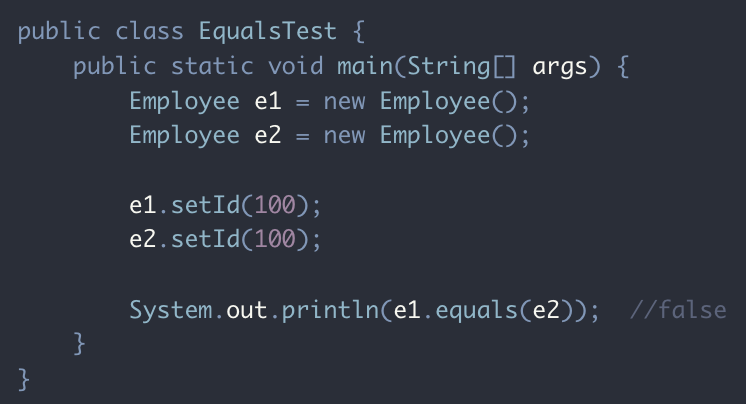 public class EqualsTest {
    public static void main(String[] args) {
        Employee e1 = new Employee();
        Employee e2 = new Employee();

        e1.setId(100);
        e2.setId(100);

        System.out.println(e1.equals(e2));  //false
    }
}